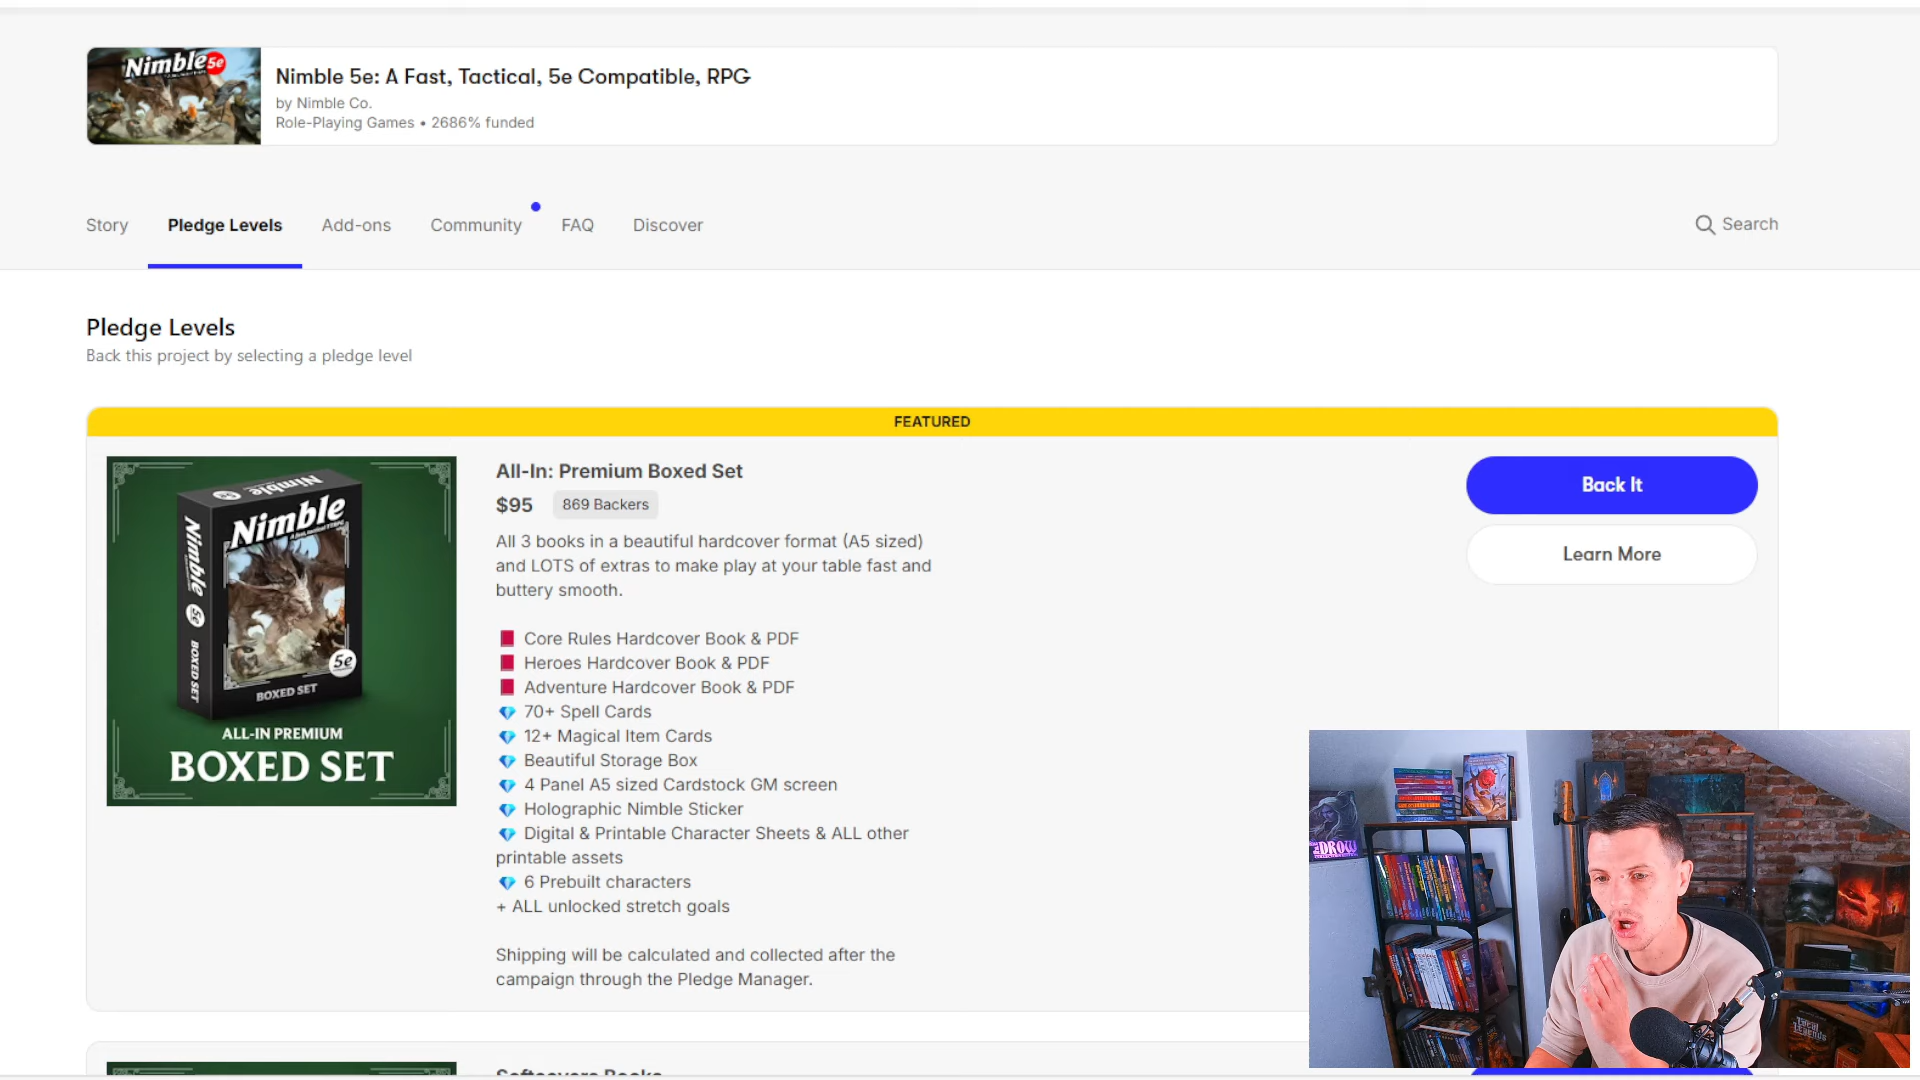 Nimble 5e
Nimble 5e: A Fast, Tactical, 5e Compatible, RPG
by Nimble Co.
Role-Playing Games • 2686% funded
Story
Pledge Levels
Add-ons
Community
FAQ
Discover
Search
Pledge Levels
Back this project by selecting a pledge level
FEATURED
Nimble
Nimble
Nimble
5e
5e
BOXED SET
BOXED SET
ALL-IN PREMIUM
BOXED SET
All-In: Premium Boxed Set
$95
869 Backers
All 3 books in a beautiful hardcover format (A5 sized)
and LOTS of extras to make play at your table fast and
buttery smooth.
Core Rules Hardcover Book & PDF
Heroes Hardcover Book & PDF
Adventure Hardcover Book & PDF
70+ Spell Cards
12+ Magical Item Cards
Beautiful Storage Box
4 Panel A5 sized Cardstock GM screen
Holographic Nimble Sticker
Digital & Printable Character Sheets & ALL other
printable assets
6 Prebuilt characters
+ ALL unlocked stretch goals
Shipping will be calculated and collected after the
campaign through the Pledge Manager.
Back It
Learn More
DROW
Local
Legends